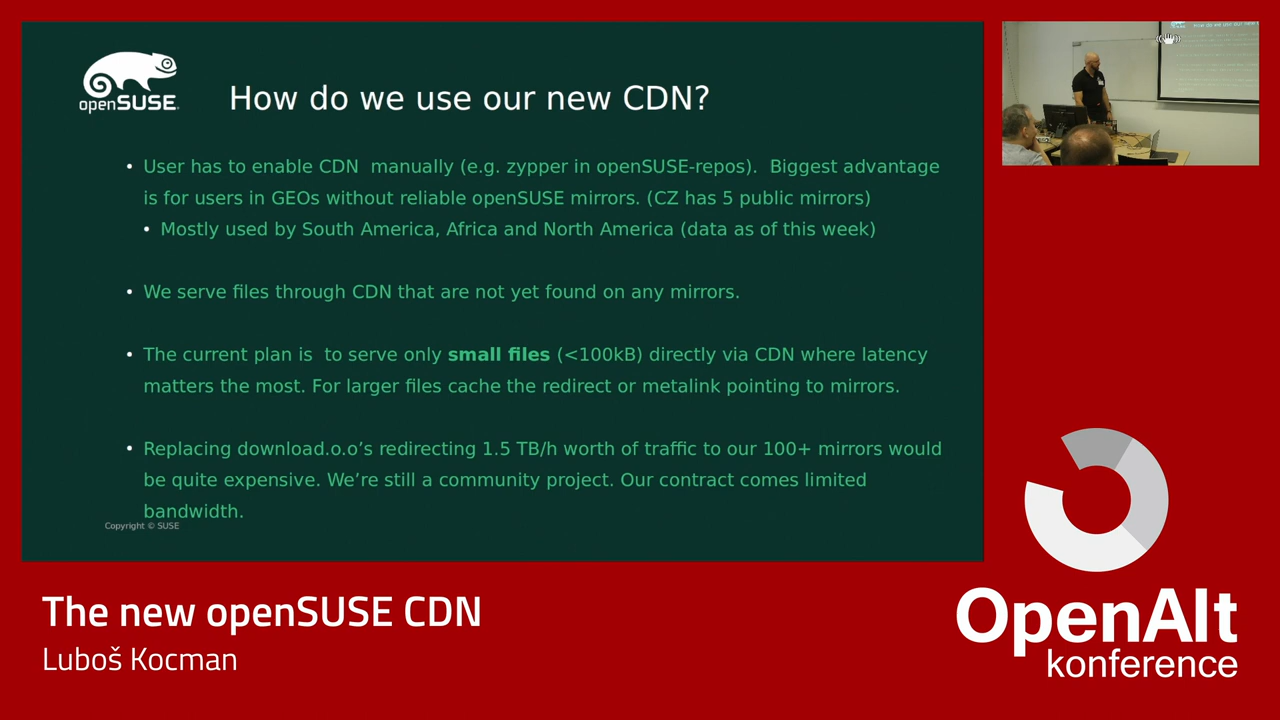 openSUSE
How do we use our new CDN?
• User has to enable CDN manually (e.g. zypper in openSUSE-repos). Biggest advantage
is for users in GEOs without reliable openSUSE mirrors. (CZ has 5 public mirrors)
• Mostly used by South America, Africa and North America (data as of this week)
• We serve files through CDN that are not yet found on any mirrors.
• The current plan is to serve only small files (<100kB) directly via CDN where latency
matters the most. For larger files cache the redirect or metalink pointing to mirrors.
• Replacing download.o.o’s redirecting 1.5 TB/h worth of traffic to our 100+ mirrors would
be quite expensive. We’re still a community project. Our contract comes limited
bandwidth.
Copyright © SUSE
The new openSUSE CDN
Luboš Kocman
OpenAlt
konference